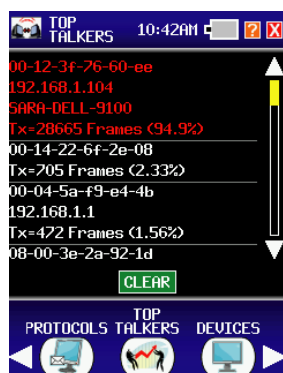 TOP
TALKERS
10:42AM
?
X
00-12-3f-76-60-ee
192.168.1.104
SARA-DELL-9100
Tx=28665 Frames (94.9%)
00-14-22-6f-2e-08
Tx=705 Frames (2.33%)
00-04-5a-f9-e4-4b
192.168.1.1
Tx=472 Frames (1.56%)
08-00-3e-2a-92-1d
CLEAR
PROTOCOLS
TOP
TALKERS
DEVICES